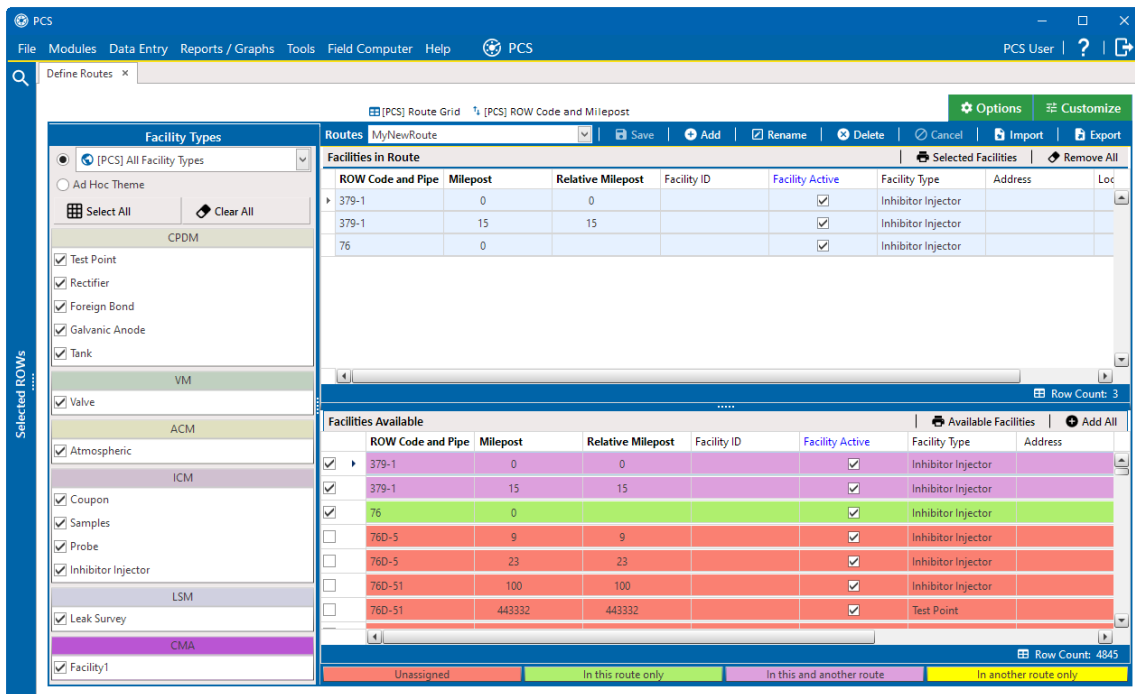 PCS
File Modules Data Entry Reports / Graphs Tools Field Computer Help PCS PCS User ?
Define Routes ×
[PCS] Route Grid [PCS] ROW Code and Milepost Options Customize
Selected ROWs
Facility Types
[PCS] All Facility Types
Ad Hoc Theme
Select All Clear All
CPDM
Test Point
Rectifier
Foreign Bond
Galvanic Anode
Tank
VM
Valve
ACM
Atmospheric
ICM
Coupon
Samples
Probe
Inhibitor Injector
LSM
Leak Survey
CMA
Facility1
Routes MyNewRoute Save Add Rename Delete Cancel Import Export
Facilities in Route Selected Facilities Remove All
ROW Code and Pipe Milepost Relative Milepost Facility ID Facility Active Facility Type Address Loc
379-1 0 0 Inhibitor Injector
379-1 15 15 Inhibitor Injector
76 0 Inhibitor Injector
Row Count: 3
Facilities Available Available Facilities Add All
ROW Code and Pipe Milepost Relative Milepost Facility ID Facility Active Facility Type Address
379-1 0 0 Inhibitor Injector
379-1 15 15 Inhibitor Injector
76 0 Inhibitor Injector
76D-5 9 9 Inhibitor Injector
76D-5 23 23 Inhibitor Injector
76D-51 100 100 Inhibitor Injector
76D-51 443332 443332 Test Point
Row Count: 4845
Unassigned In this route only In this and another route In another route only